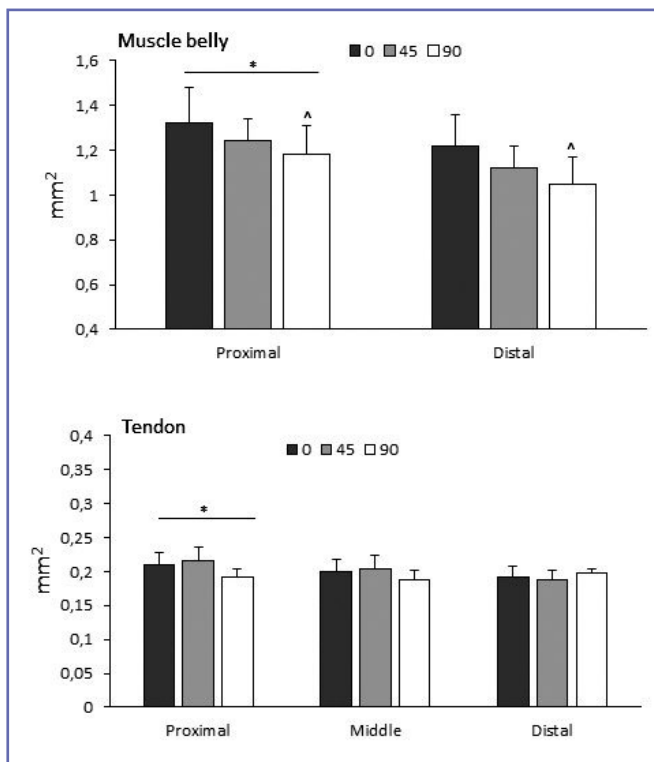 Muscle belly
0 45 90
1,6
1,4
1,2
1
0,8
0,6
0,4
mm²
*
^
^
Proximal Distal
Tendon
0 45 90
0,4
0,35
0,3
0,25
0,2
0,15
0,1
0,05
0
mm²
*
Proximal Middle Distal